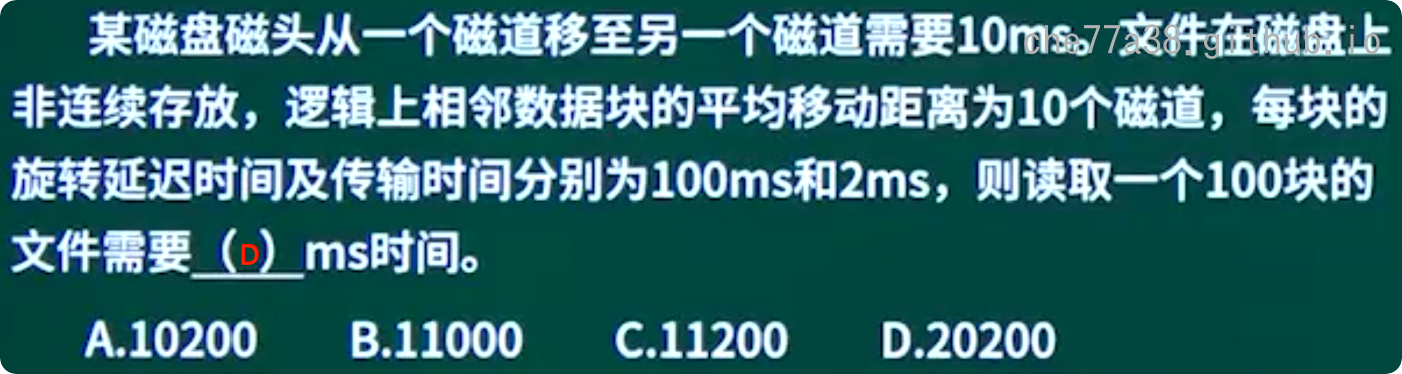 某磁盘磁头从一个磁道移至另一个磁道需要10ms。文件在磁盘上
che77a38.github.io
非连续存放，逻辑上相邻数据块的平均移动距离为10个磁道，每块的
旋转延迟时间及传输时间分别为100ms和2ms，则读取一个100块的
文件需要（D）ms时间。
A.10200 B.11000 C.11200 D.20200